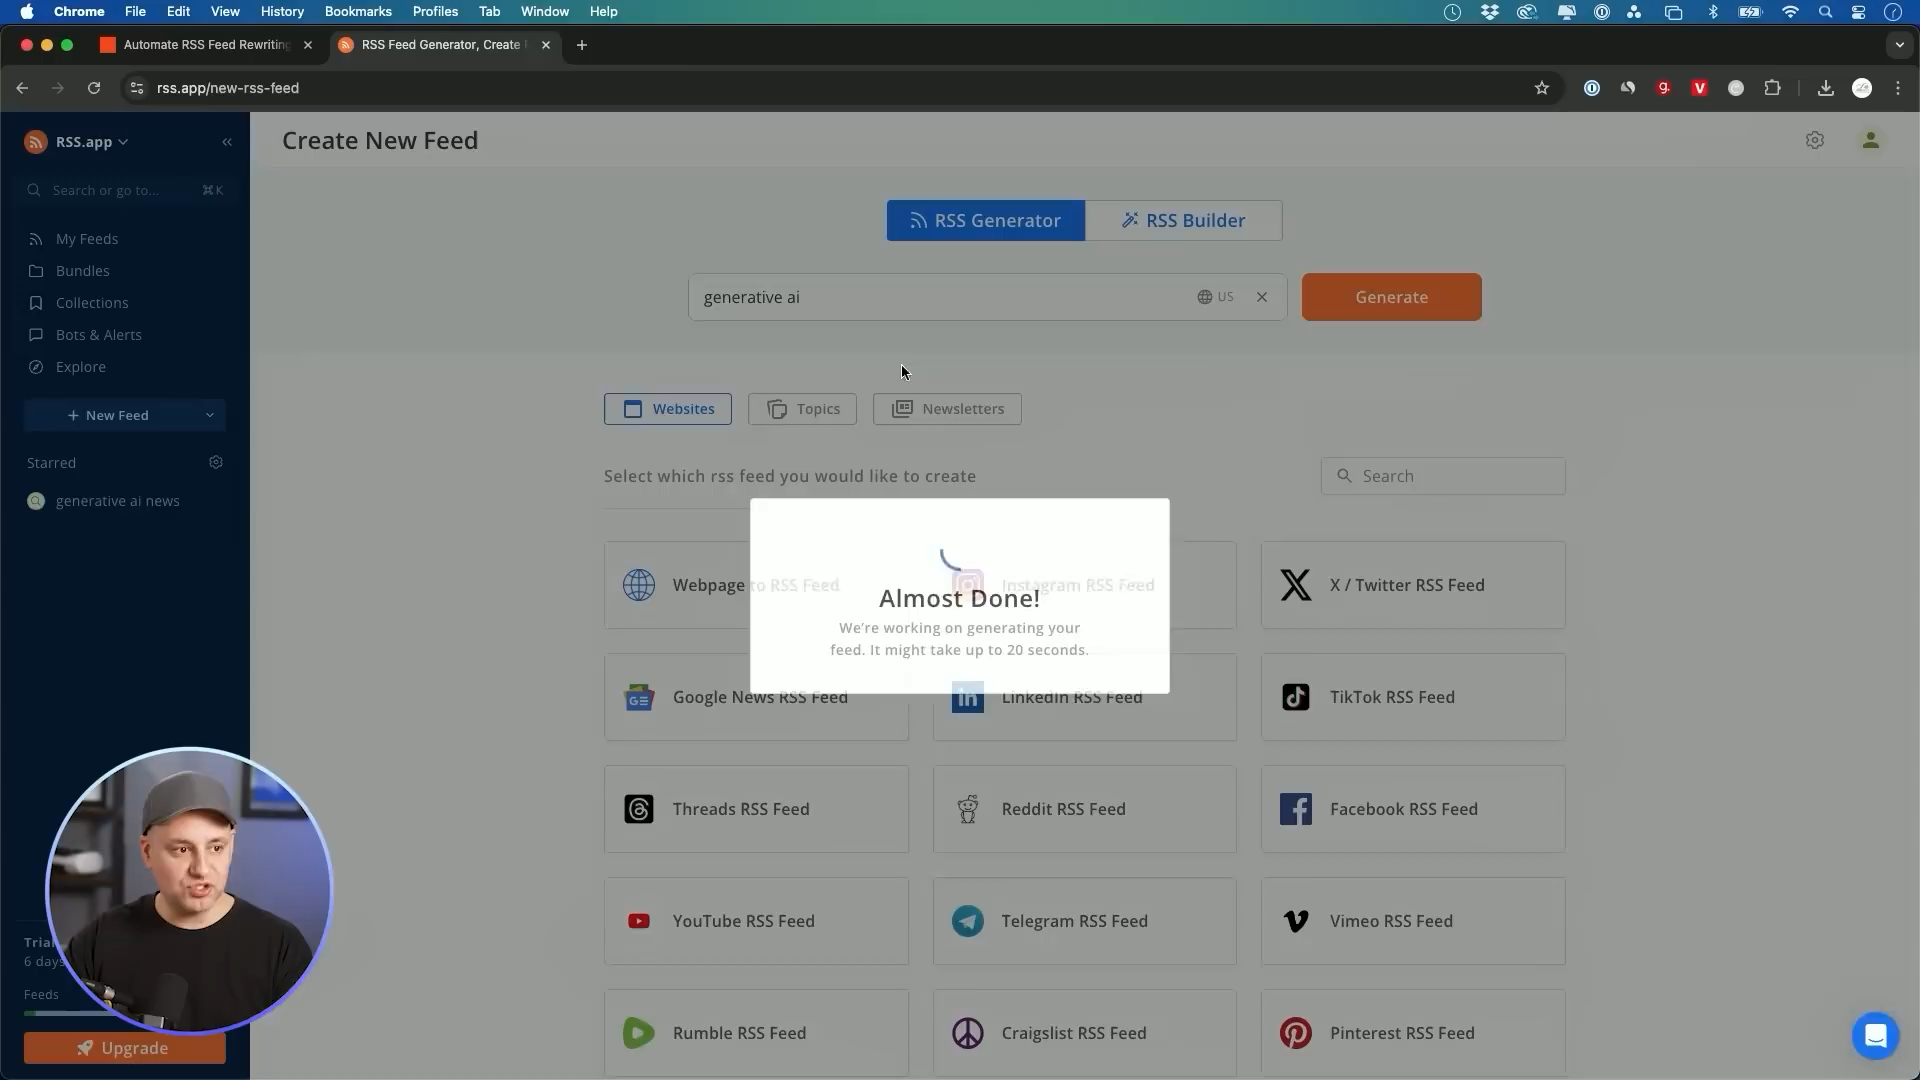 Chrome File Edit View History Bookmarks Profiles Tab Window Help
Automate RSS Feed Rewriting
RSS Feed Generator, Create
rss.app/new-rss-feed
RSS.app
Create New Feed
Search or go to... ⌘K
RSS Generator
RSS Builder
My Feeds
Bundles
Collections
Bots & Alerts
Explore
generative ai
US
Generate
+ New Feed
Websites
Topics
Newsletters
Starred
generative ai news
Select which rss feed you would like to create
Search
Webpage to RSS Feed
Instagram RSS Feed
X / Twitter RSS Feed
Almost Done!
We're working on generating your
feed. It might take up to 20 seconds.
Google News RSS Feed
LinkedIn RSS Feed
TikTok RSS Feed
Threads RSS Feed
Reddit RSS Feed
Facebook RSS Feed
YouTube RSS Feed
Telegram RSS Feed
Vimeo RSS Feed
Rumble RSS Feed
Craigslist RSS Feed
Pinterest RSS Feed
Trial
6 days
Feeds
Upgrade